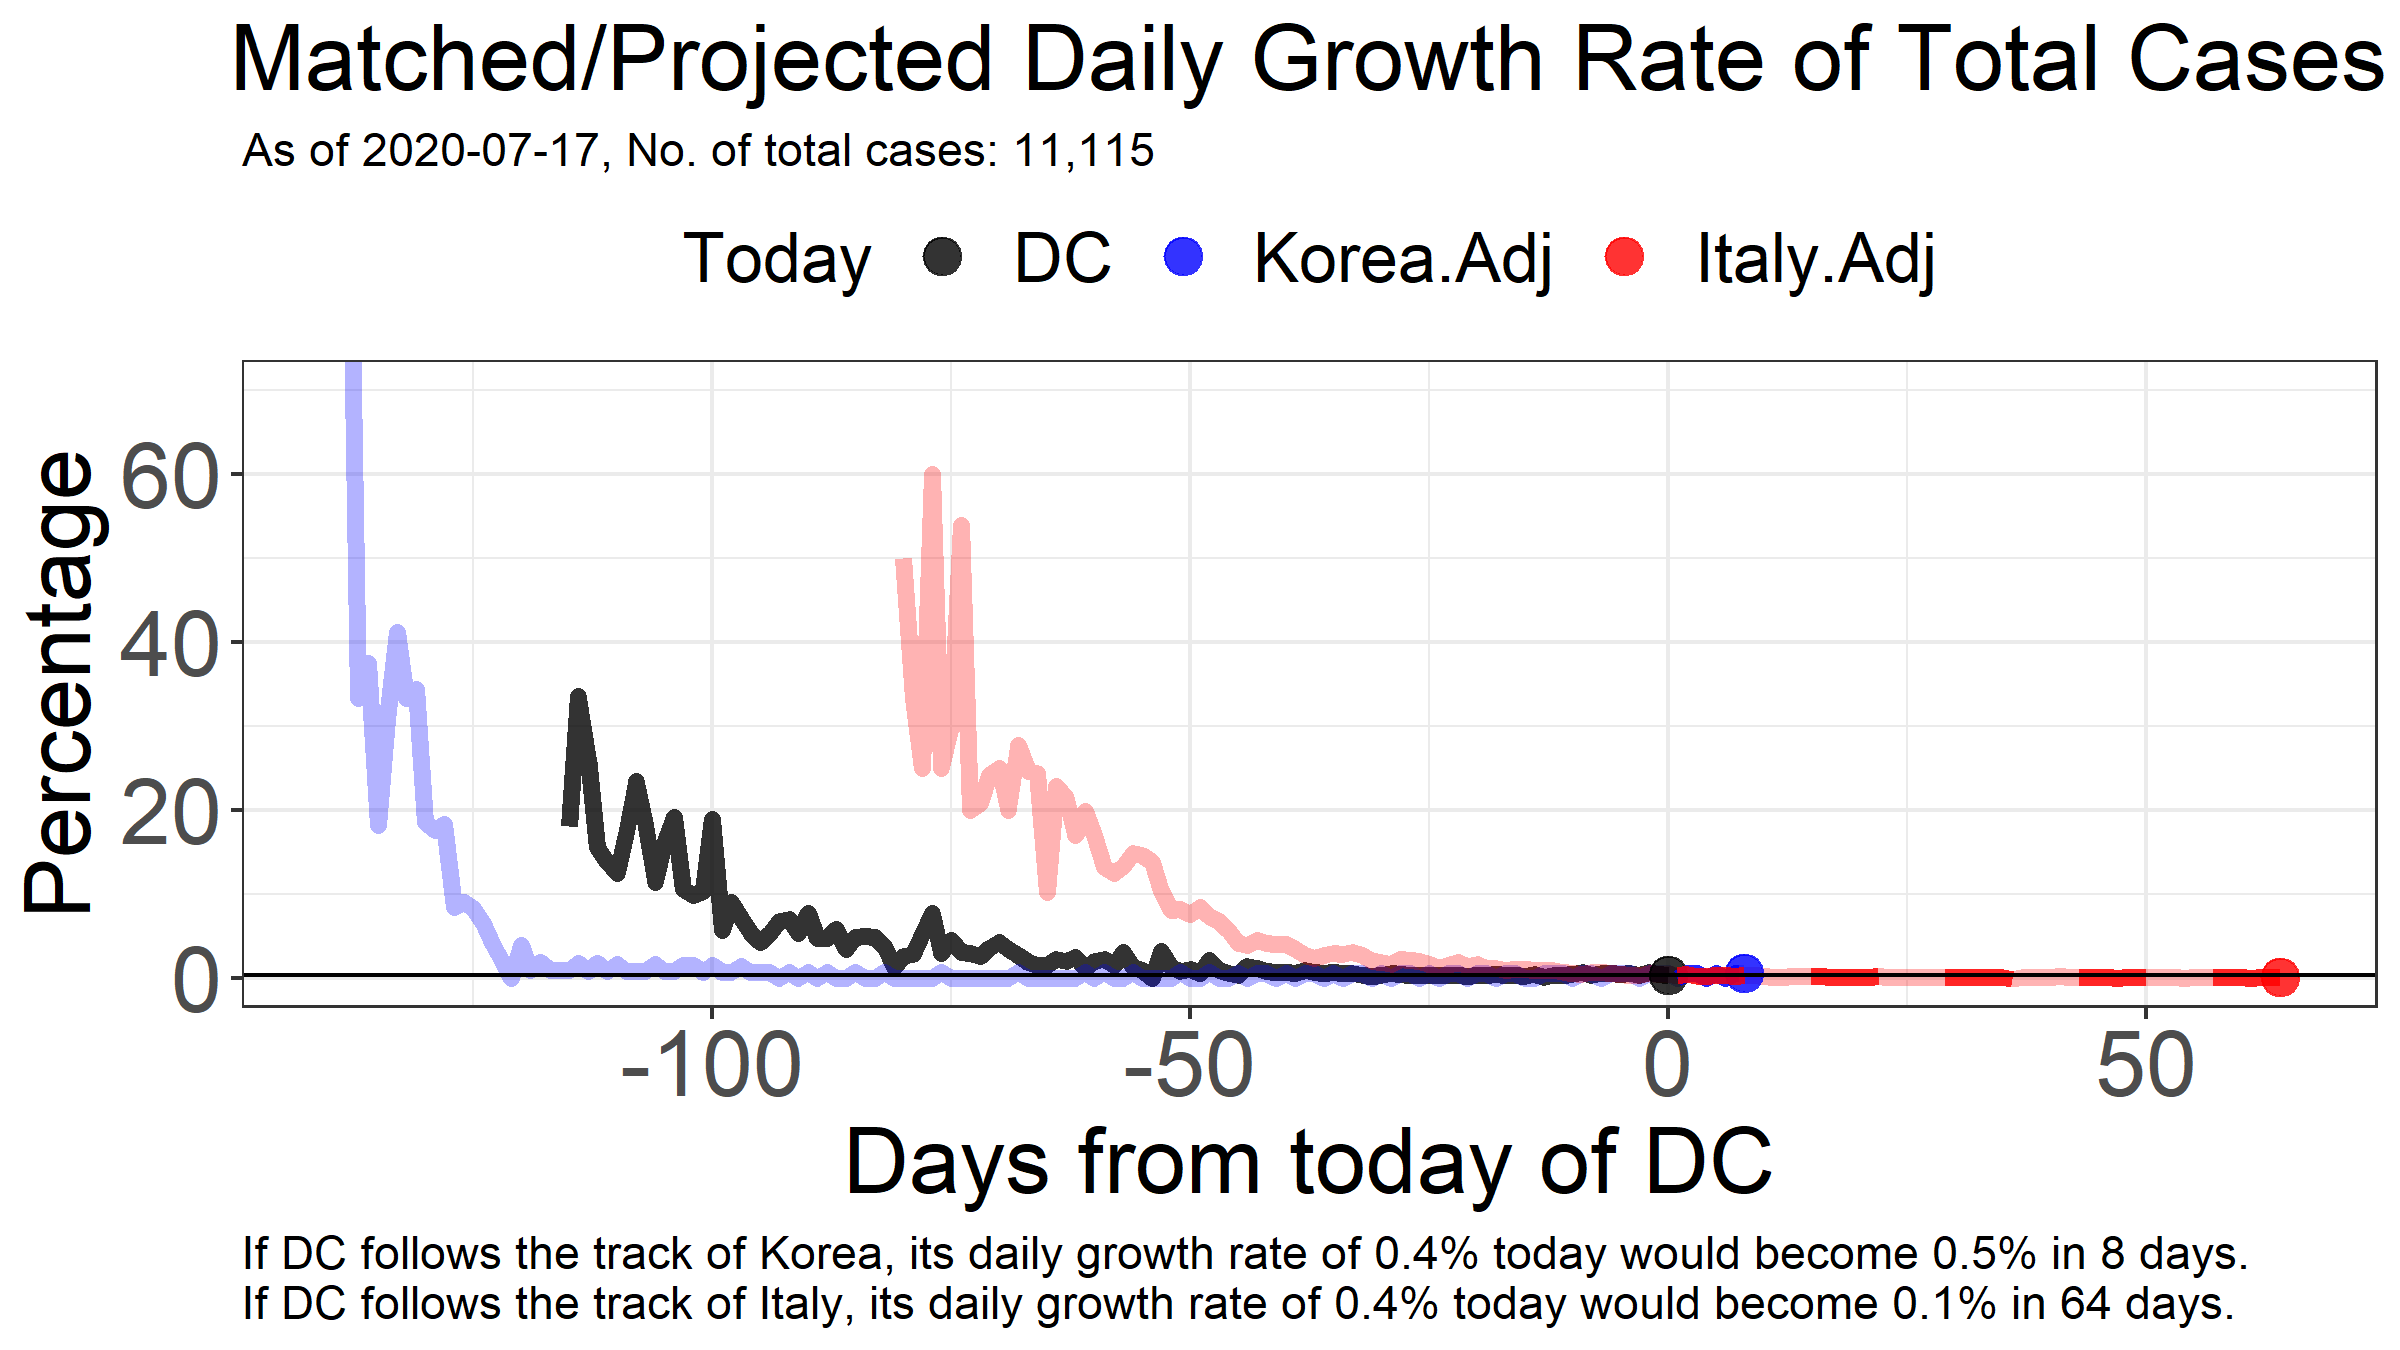 Matched/Projected Daily Growth Rate of Total Cases
As of 2020-07-17, No. of total cases: 11,115
Today DC Korea.Adj Italy.Adj
Percentage
60
40
20
0
-100 -50 0 50
Days from today of DC
If DC follows the track of Korea, its daily growth rate of 0.4% today would become 0.5% in 8 days.
If DC follows the track of Italy, its daily growth rate of 0.4% today would become 0.1% in 64 days.